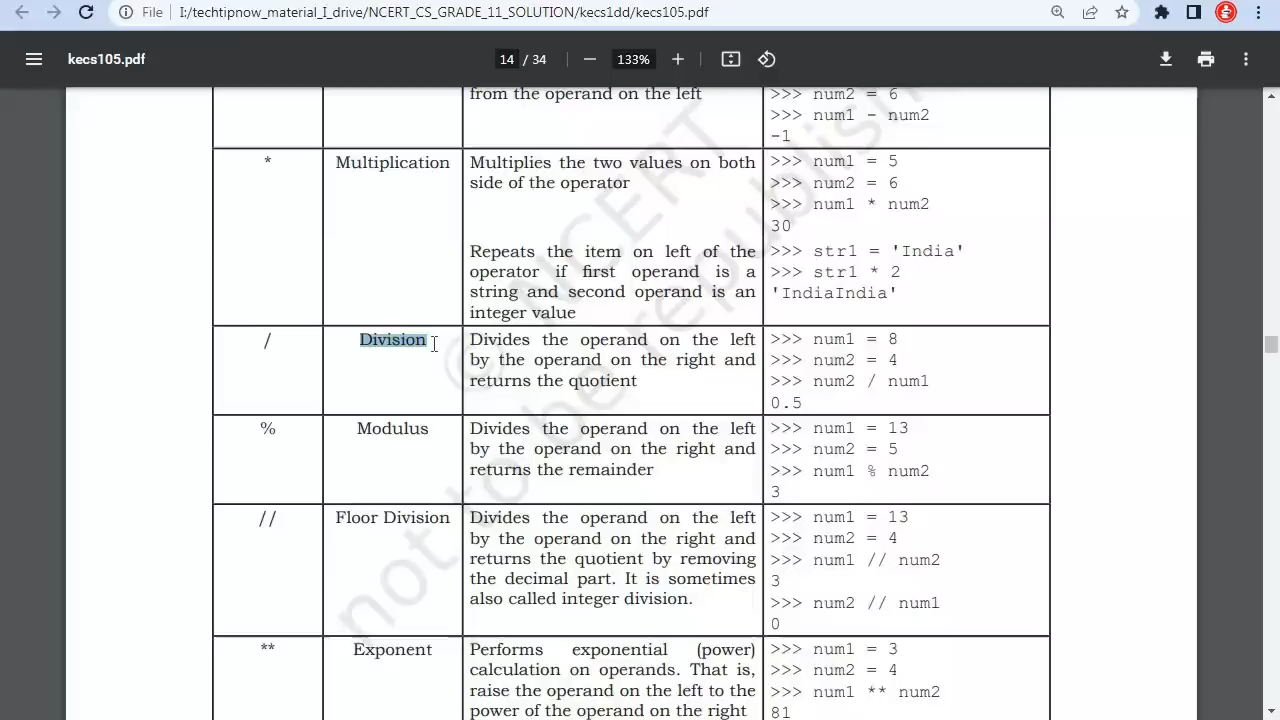 File I:/techtipnow_material_I_drive/NCERT_CS_GRADE_11_SOLUTION/kecs1dd/kecs105.pdf
kecs105.pdf 14 / 34 133%
from the operand on the left
>>> num2 = 6
>>> num1 - num2
-1
* Multiplication
Multiplies the two values on both
side of the operator
Repeats the item on left of the
operator if first operand is a
string and second operand is an
integer value
>>> num1 = 5
>>> num2 = 6
>>> num1 * num2
30
>>> str1 = 'India'
>>> str1 * 2
'IndiaIndia'
/ Division
Divides the operand on the left
by the operand on the right and
returns the quotient
>>> num1 = 8
>>> num2 = 4
>>> num2 / num1
0.5
% Modulus
Divides the operand on the left
by the operand on the right and
returns the remainder
>>> num1 = 13
>>> num2 = 5
>>> num1 % num2
3
// Floor Division
Divides the operand on the left
by the operand on the right and
returns the quotient by removing
the decimal part. It is sometimes
also called integer division.
>>> num1 = 13
>>> num2 = 4
>>> num1 // num2
3
>>> num2 // num1
0
** Exponent
Performs exponential (power)
calculation on operands. That is,
raise the operand on the left to the
power of the operand on the right
>>> num1 = 3
>>> num2 = 4
>>> num1 ** num2
81
© NCERT
not to be republish